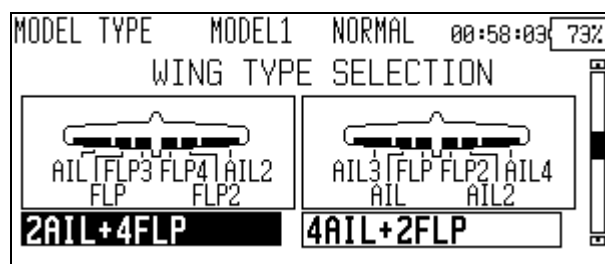 MODEL TYPE MODEL1 NORMAL 00:58:03 73%
WING TYPE SELECTION
AIL FLP3 FLP4 AIL2
FLP FLP2
AIL3 FLP FLP2 AIL4
AIL AIL2
2AIL+4FLP
4AIL+2FLP